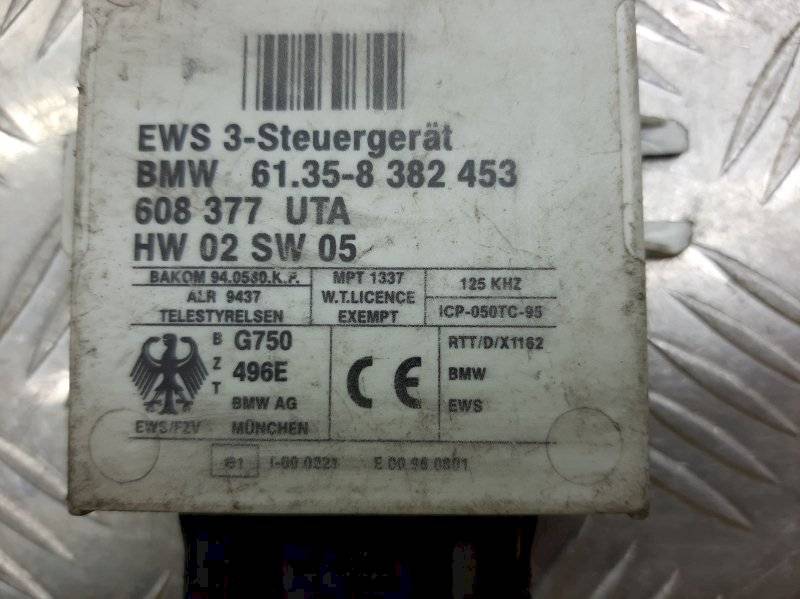 EWS 3-Steuergerät
BMW 61.35-8 382 453
608 377 UTA
HW 02 SW 05
BAKOM 94.0580.K.P.
ALR 9437
TELESTYRELSEN
MPT 1337
W.T.LICENCE
EXEMPT
125 KHZ
ICP-050TC-95
B Z T
G750
496E
BMW AG
EWS/FZV MÜNCHEN
CE
RTT/D/X1162
BMW
EWS